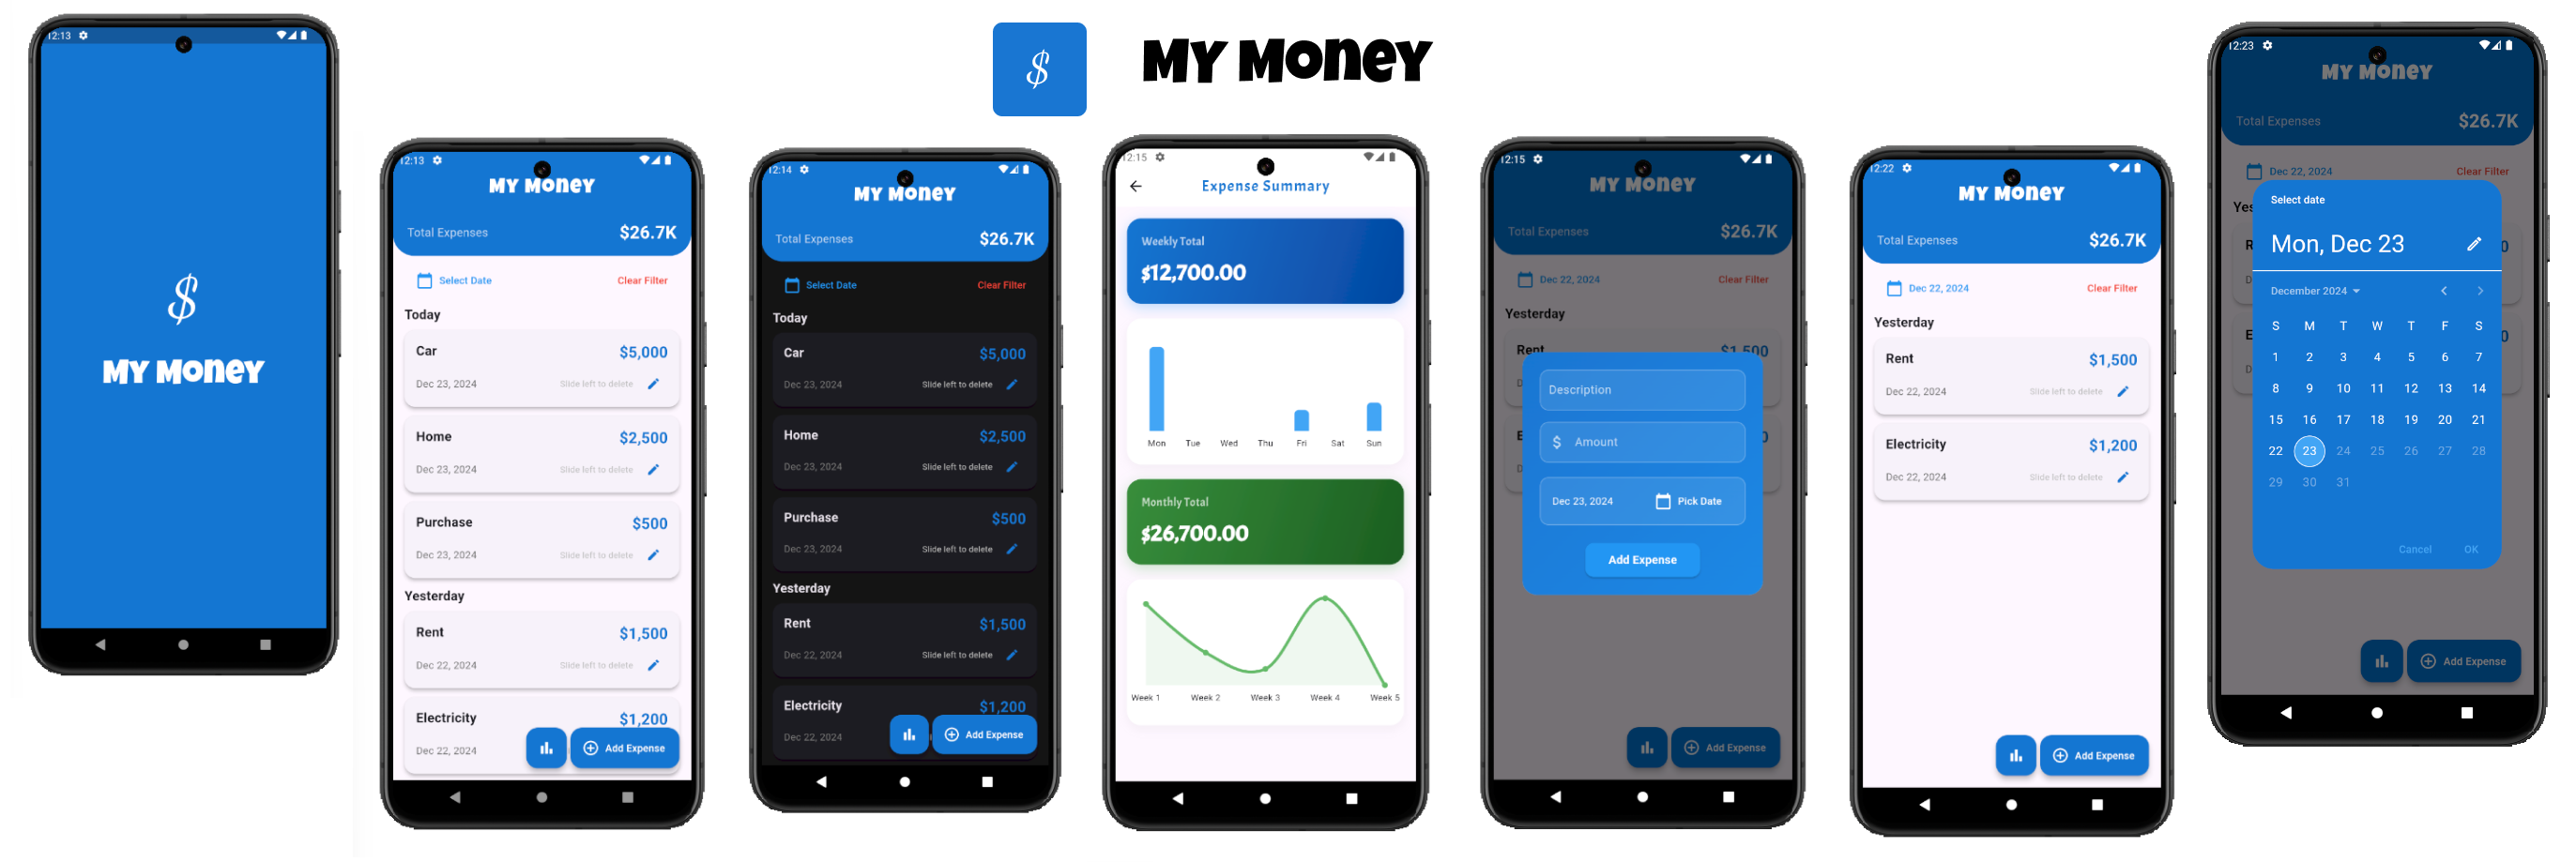 $
My Money
12:13
$
My Money
12:13
My Money
Total Expenses $26.7K
Select Date Clear Filter
Today
Car $5,000
Dec 23, 2024 Slide left to delete
Home $2,500
Dec 23, 2024 Slide left to delete
Purchase $500
Dec 23, 2024 Slide left to delete
Yesterday
Rent $1,500
Dec 22, 2024 Slide left to delete
Electricity $1,200
Dec 22, 2024
Add Expense
12:14
My Money
Total Expenses $26.7K
Select Date Clear Filter
Today
Car $5,000
Dec 23, 2024 Slide left to delete
Home $2,500
Dec 23, 2024 Slide left to delete
Purchase $500
Dec 23, 2024 Slide left to delete
Yesterday
Rent $1,500
Dec 22, 2024 Slide left to delete
Electricity $1,200
Dec 22, 2024
Add Expense
12:15
Expense Summary
Weekly Total
$12,700.00
Mon Tue Wed Thu Fri Sat Sun
Monthly Total
$26,700.00
Week 1 Week 2 Week 3 Week 4 Week 5
12:15
My Money
Total Expenses $26.7K
Dec 22, 2024 Clear Filter
Yesterday
Rent $1,500
Description
$ Amount
Dec 23, 2024 Pick Date
Add Expense
Add Expense
12:22
My Money
Total Expenses $26.7K
Dec 22, 2024 Clear Filter
Yesterday
Rent $1,500
Dec 22, 2024 Slide left to delete
Electricity $1,200
Dec 22, 2024 Slide left to delete
Add Expense
12:23
My Money
Total Expenses $26.7K
Dec 22, 2024 Clear Filter
Select date
Mon, Dec 23
December 2024
S M T W T F S
1 2 3 4 5 6 7
8 9 10 11 12 13 14
15 16 17 18 19 20 21
22 23 24 25 26 27 28
29 30 31
Cancel OK
Add Expense